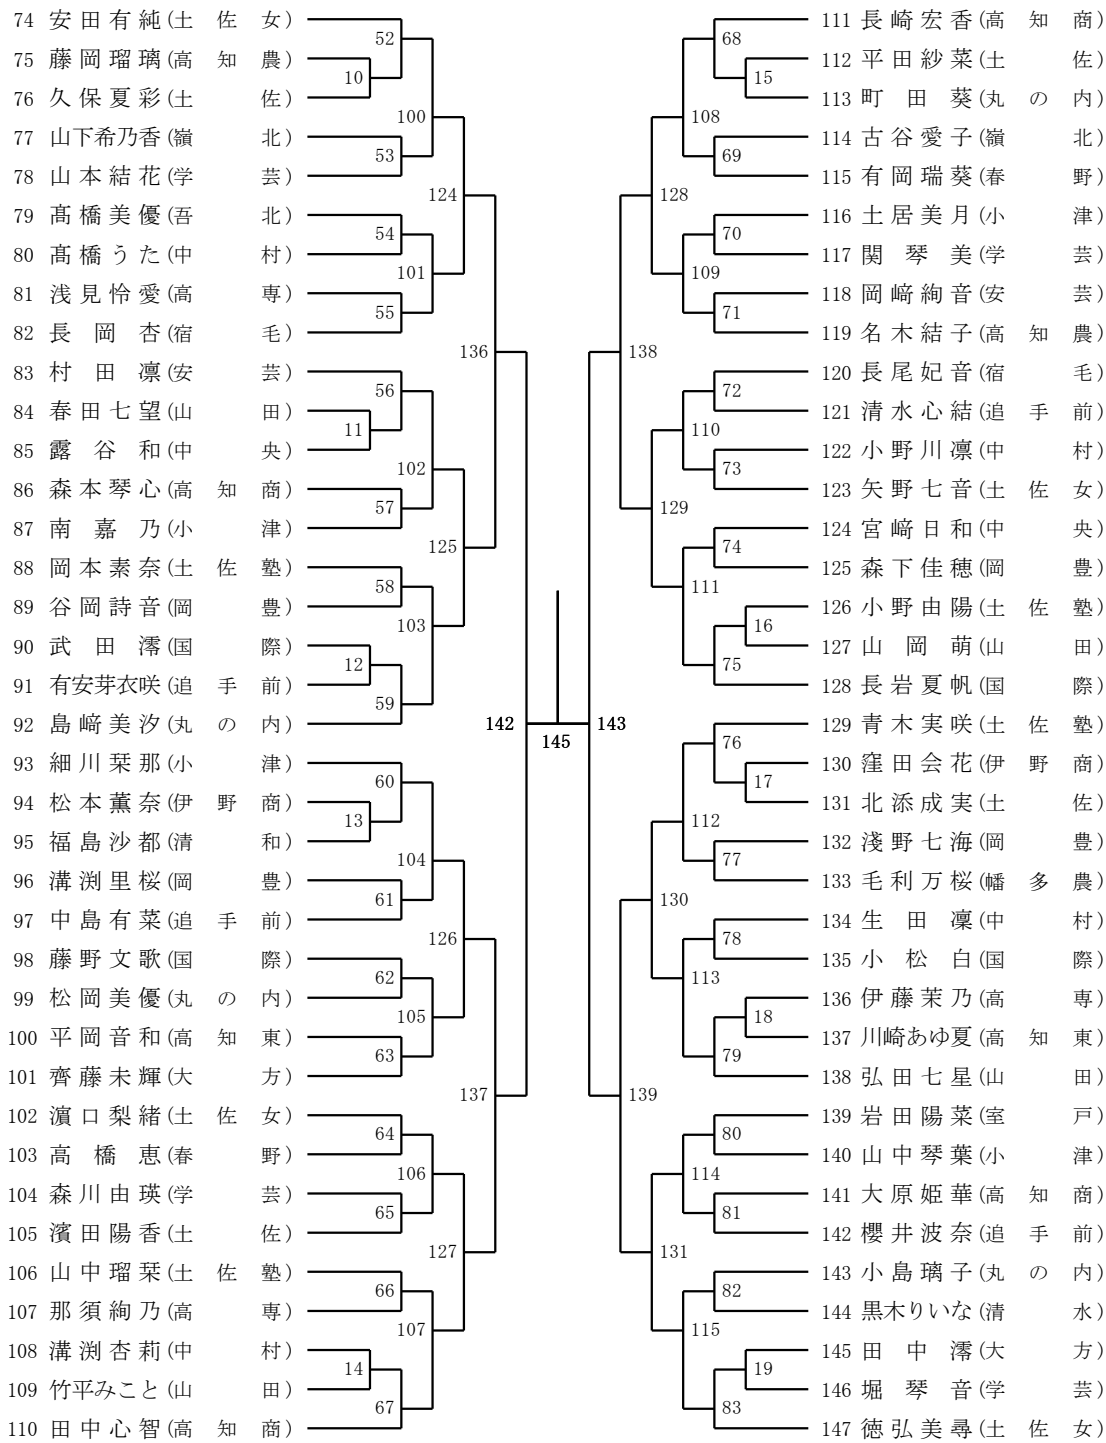 74 安田有純(土佐女)
75 藤岡瑠璃(高知農)
76 久保夏彩(土佐)
77 山下希乃香(嶺北)
78 山本結花(学芸)
79 髙橋美優(吾北)
80 髙橋うた(中村)
81 浅見怜愛(高専)
82 長岡杏(宿毛)
83 村田凛(安芸)
84 春田七望(山田)
85 露谷和(中央)
86 森本琴心(高知商)
87 南嘉乃(小津)
88 岡本素奈(土佐塾)
89 谷岡詩音(岡豊)
90 武田澪(国際)
91 有安芽衣咲(追手前)
92 島﨑美汐(丸の内)
93 細川栞那(小津)
94 松本薫奈(伊野商)
95 福島沙都(清和)
96 溝渕里桜(岡豊)
97 中島有菜(追手前)
98 藤野文歌(国際)
99 松岡美優(丸の内)
100 平岡音和(高知東)
101 齊藤未輝(大方)
102 濵口梨緒(土佐女)
103 高橋恵(春野)
104 森川由瑛(学芸)
105 濱田陽香(土佐)
106 山中瑠栞(土佐塾)
107 那須絢乃(高専)
108 溝渕杏莉(中村)
109 竹平みこと(山田)
110 田中心智(高知商)
52
10
100
53
124
54
101
55
136
56
11
102
57
125
58
103
12
59
142
60
13
104
61
126
62
105
63
137
64
106
65
127
66
107
14
67
145
143
68
15
108
69
128
70
109
71
138
72
110
73
129
74
111
16
75
76
17
112
77
130
78
113
18
79
139
80
114
81
131
82
115
19
83
111 長崎宏香(高知商)
112 平田紗菜(土佐)
113 町田葵(丸の内)
114 古谷愛子(嶺北)
115 有岡瑞葵(春野)
116 土居美月(小津)
117 関琴美(学芸)
118 岡﨑絢音(安芸)
119 名木結子(高知農)
120 長尾妃音(宿毛)
121 清水心結(追手前)
122 小野川凛(中村)
123 矢野七音(土佐女)
124 宮﨑日和(中央)
125 森下佳穂(岡豊)
126 小野由陽(土佐塾)
127 山岡萌(山田)
128 長岩夏帆(国際)
129 青木実咲(土佐塾)
130 窪田会花(伊野商)
131 北添成実(土佐)
132 淺野七海(岡豊)
133 毛利万桜(幡多農)
134 生田凜(中村)
135 小松白(国際)
136 伊藤茉乃(高専)
137 川崎あゆ夏(高知東)
138 弘田七星(山田)
139 岩田陽菜(室戸)
140 山中琴葉(小津)
141 大原姫華(高知商)
142 櫻井波奈(追手前)
143 小島璃子(丸の内)
144 黒木りいな(清水)
145 田中澪(大方)
146 堀琴音(学芸)
147 徳弘美尋(土佐女)